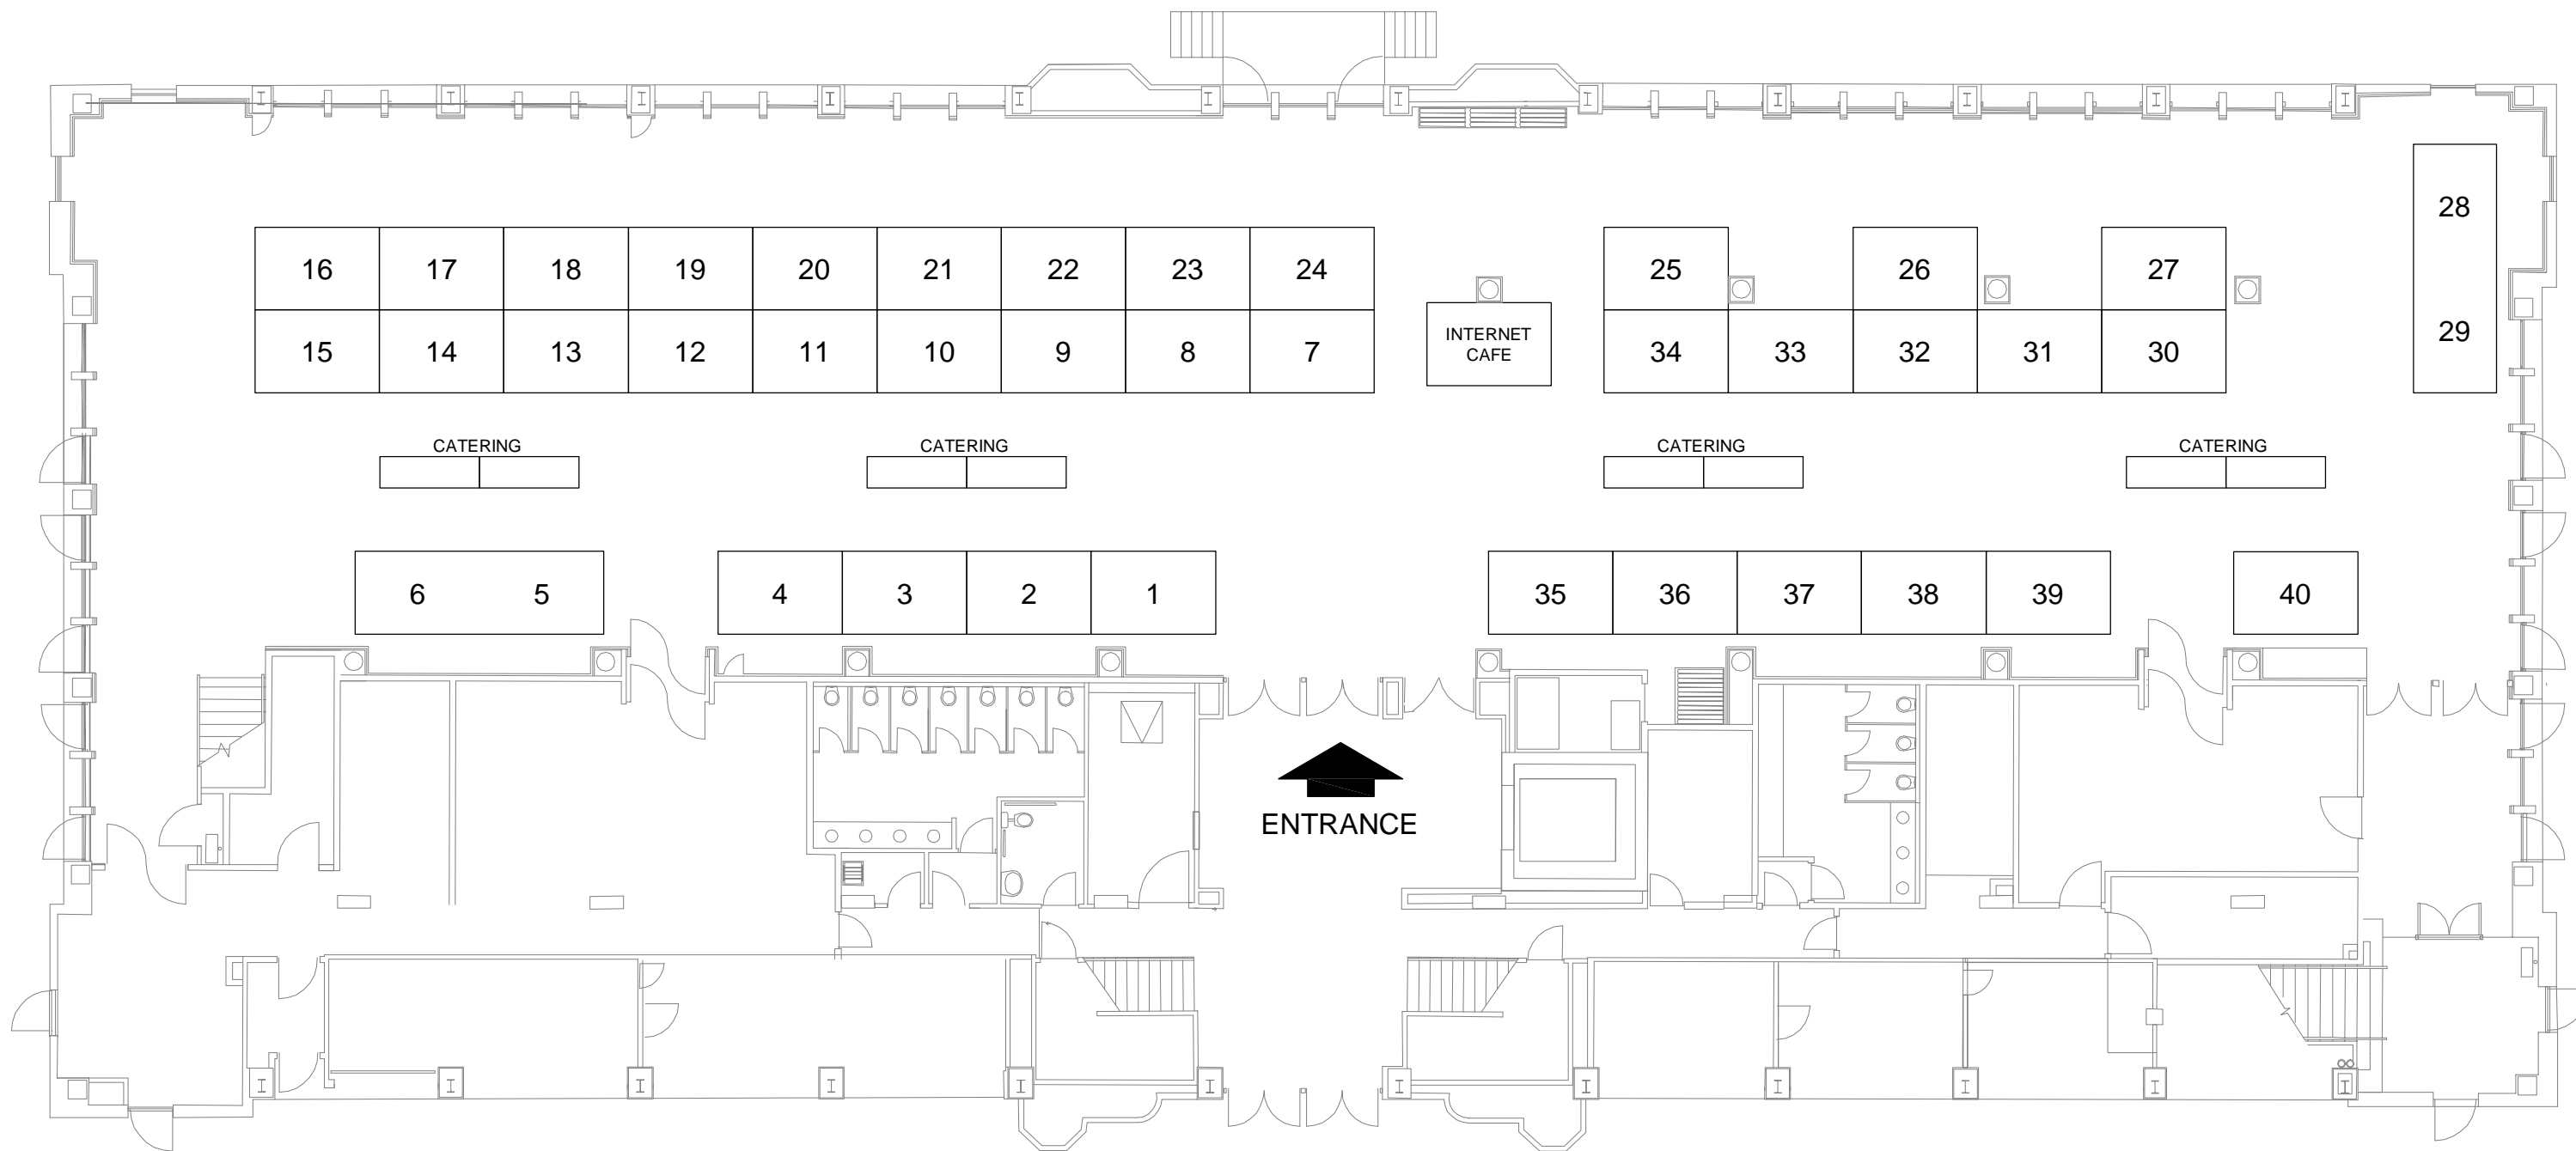 28
16 17 18 19 20 21 22 23 24 25 26 27
15 14 13 12 11 10 9 8 7 INTERNET CAFE 34 33 32 31 30 29
CATERING CATERING CATERING CATERING
6 5 4 3 2 1 35 36 37 38 39 40
ENTRANCE